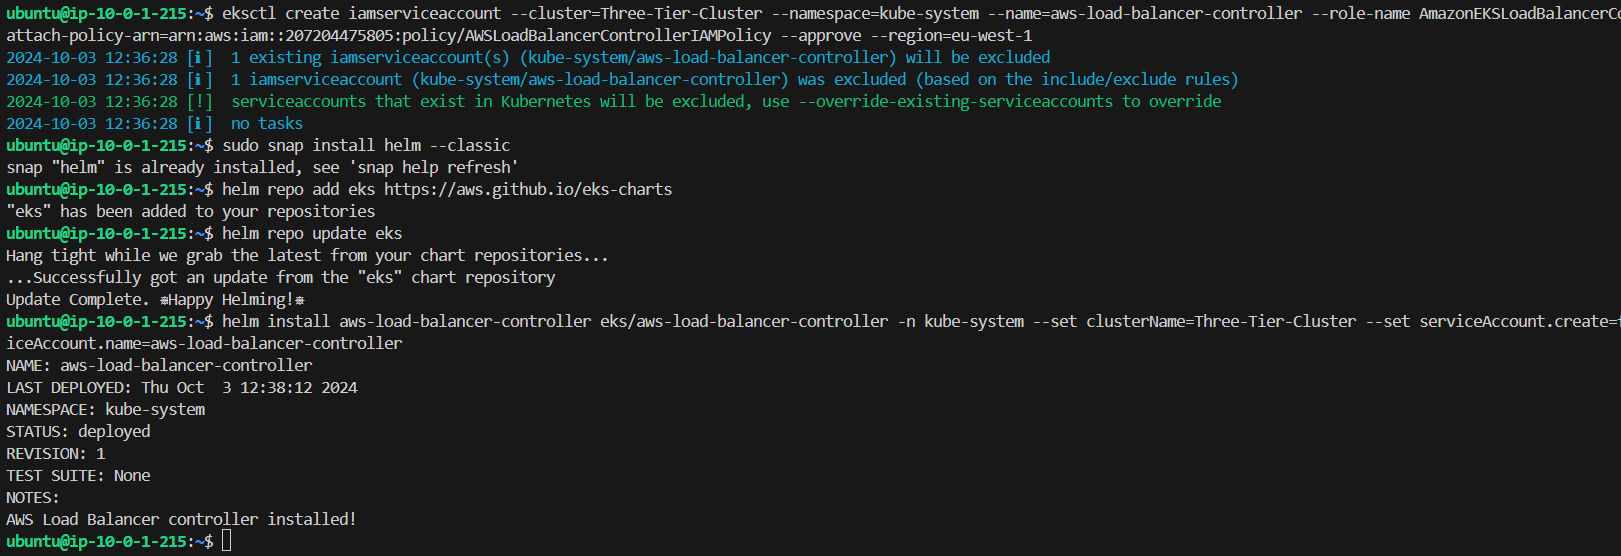 ubuntu@ip-10-0-1-215:~$ eksctl create iamserviceaccount --cluster=Three-Tier-Cluster --namespace=kube-system --name=aws-load-balancer-controller --role-name AmazonEKSLoadBalancerCo
attach-policy-arn=arn:aws:iam::207204475805:policy/AWSLoadBalancerControllerIAMPolicy --approve --region=eu-west-1
2024-10-03 12:36:28 [ℹ]  1 existing iamserviceaccount(s) (kube-system/aws-load-balancer-controller) will be excluded
2024-10-03 12:36:28 [ℹ]  1 iamserviceaccount (kube-system/aws-load-balancer-controller) was excluded (based on the include/exclude rules)
2024-10-03 12:36:28 [!]  serviceaccounts that exist in Kubernetes will be excluded, use --override-existing-serviceaccounts to override
2024-10-03 12:36:28 [ℹ]  no tasks
ubuntu@ip-10-0-1-215:~$ sudo snap install helm --classic
snap "helm" is already installed, see 'snap help refresh'
ubuntu@ip-10-0-1-215:~$ helm repo add eks https://aws.github.io/eks-charts
"eks" has been added to your repositories
ubuntu@ip-10-0-1-215:~$ helm repo update eks
Hang tight while we grab the latest from your chart repositories...
...Successfully got an update from the "eks" chart repository
Update Complete. ⎈Happy Helming!⎈
ubuntu@ip-10-0-1-215:~$ helm install aws-load-balancer-controller eks/aws-load-balancer-controller -n kube-system --set clusterName=Three-Tier-Cluster --set serviceAccount.create=f
iceAccount.name=aws-load-balancer-controller
NAME: aws-load-balancer-controller
LAST DEPLOYED: Thu Oct  3 12:38:12 2024
NAMESPACE: kube-system
STATUS: deployed
REVISION: 1
TEST SUITE: None
NOTES:
AWS Load Balancer controller installed!
ubuntu@ip-10-0-1-215:~$